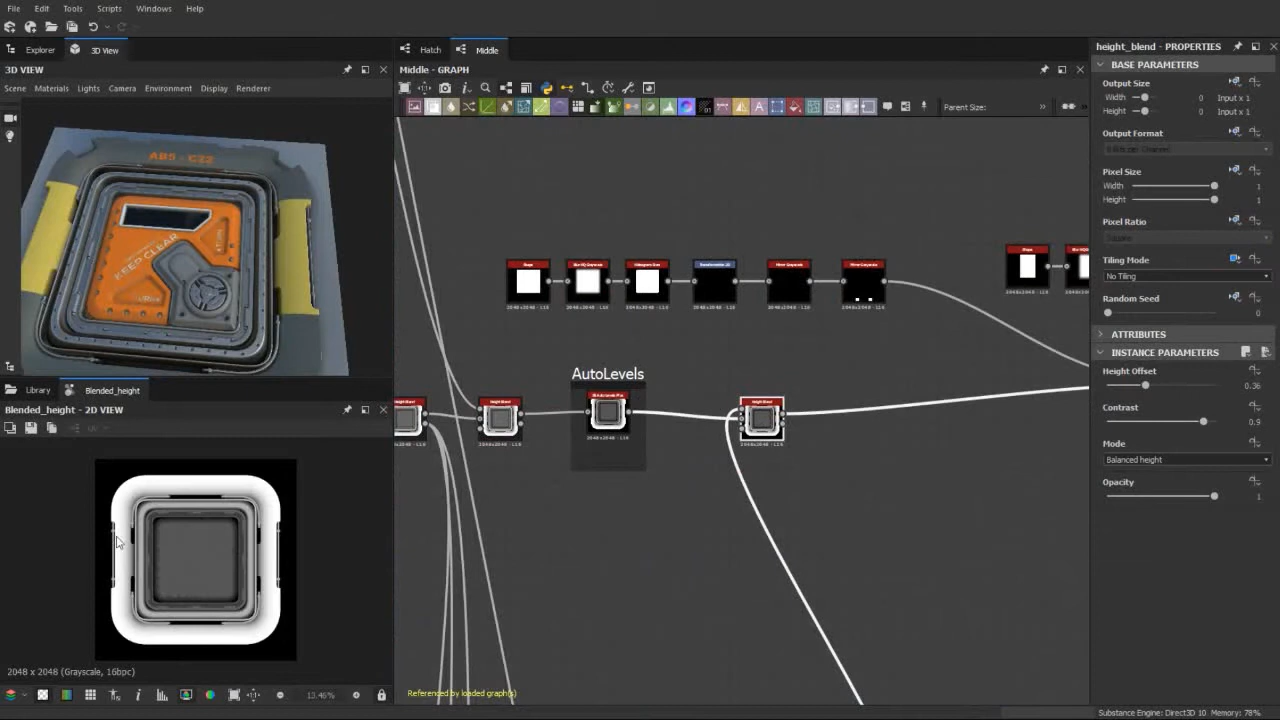 File Edit Tools Scripts Windows Help
Explorer 3D View
3D VIEW
Scene Materials Lights Camera Environment Display Renderer
AB5 - C22
KEEP CLEAR
Library Blended_height
Blended_height - 2D VIEW
2048 x 2048 (Grayscale, 16bpc)
13.46%
Hatch Middle
Middle - GRAPH
Parent Size:
AutoLevels
Referenced by loaded graph(s)
height_blend - PROPERTIES
BASE PARAMETERS
Output Size
Width 0 Input x 1
Height 0 Input x 1
Output Format
Pixel Size
Width 1
Height 1
Pixel Ratio
Square
Tiling Mode
No Tiling
Random Seed
0
ATTRIBUTES
INSTANCE PARAMETERS
Height Offset
0.36
Contrast
0.9
Mode
Balanced height
Opacity
1
Substance Engine: Direct3D 10 Memory: 78%